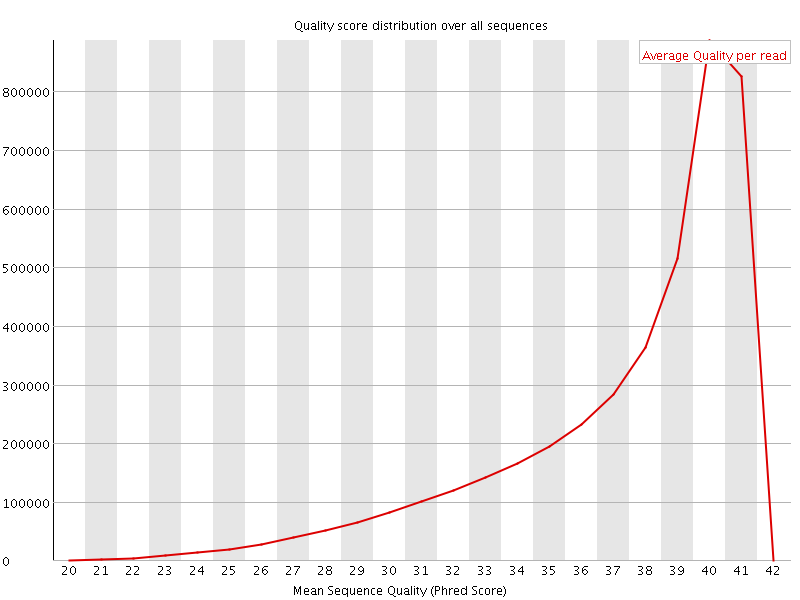 Quality score distribution over all sequences
Average Quality per read
800000
700000
600000
500000
400000
300000
200000
100000
0
20 21 22 23 24 25 26 27 28 29 30 31 32 33 34 35 36 37 38 39 40 41 42
Mean Sequence Quality (Phred Score)